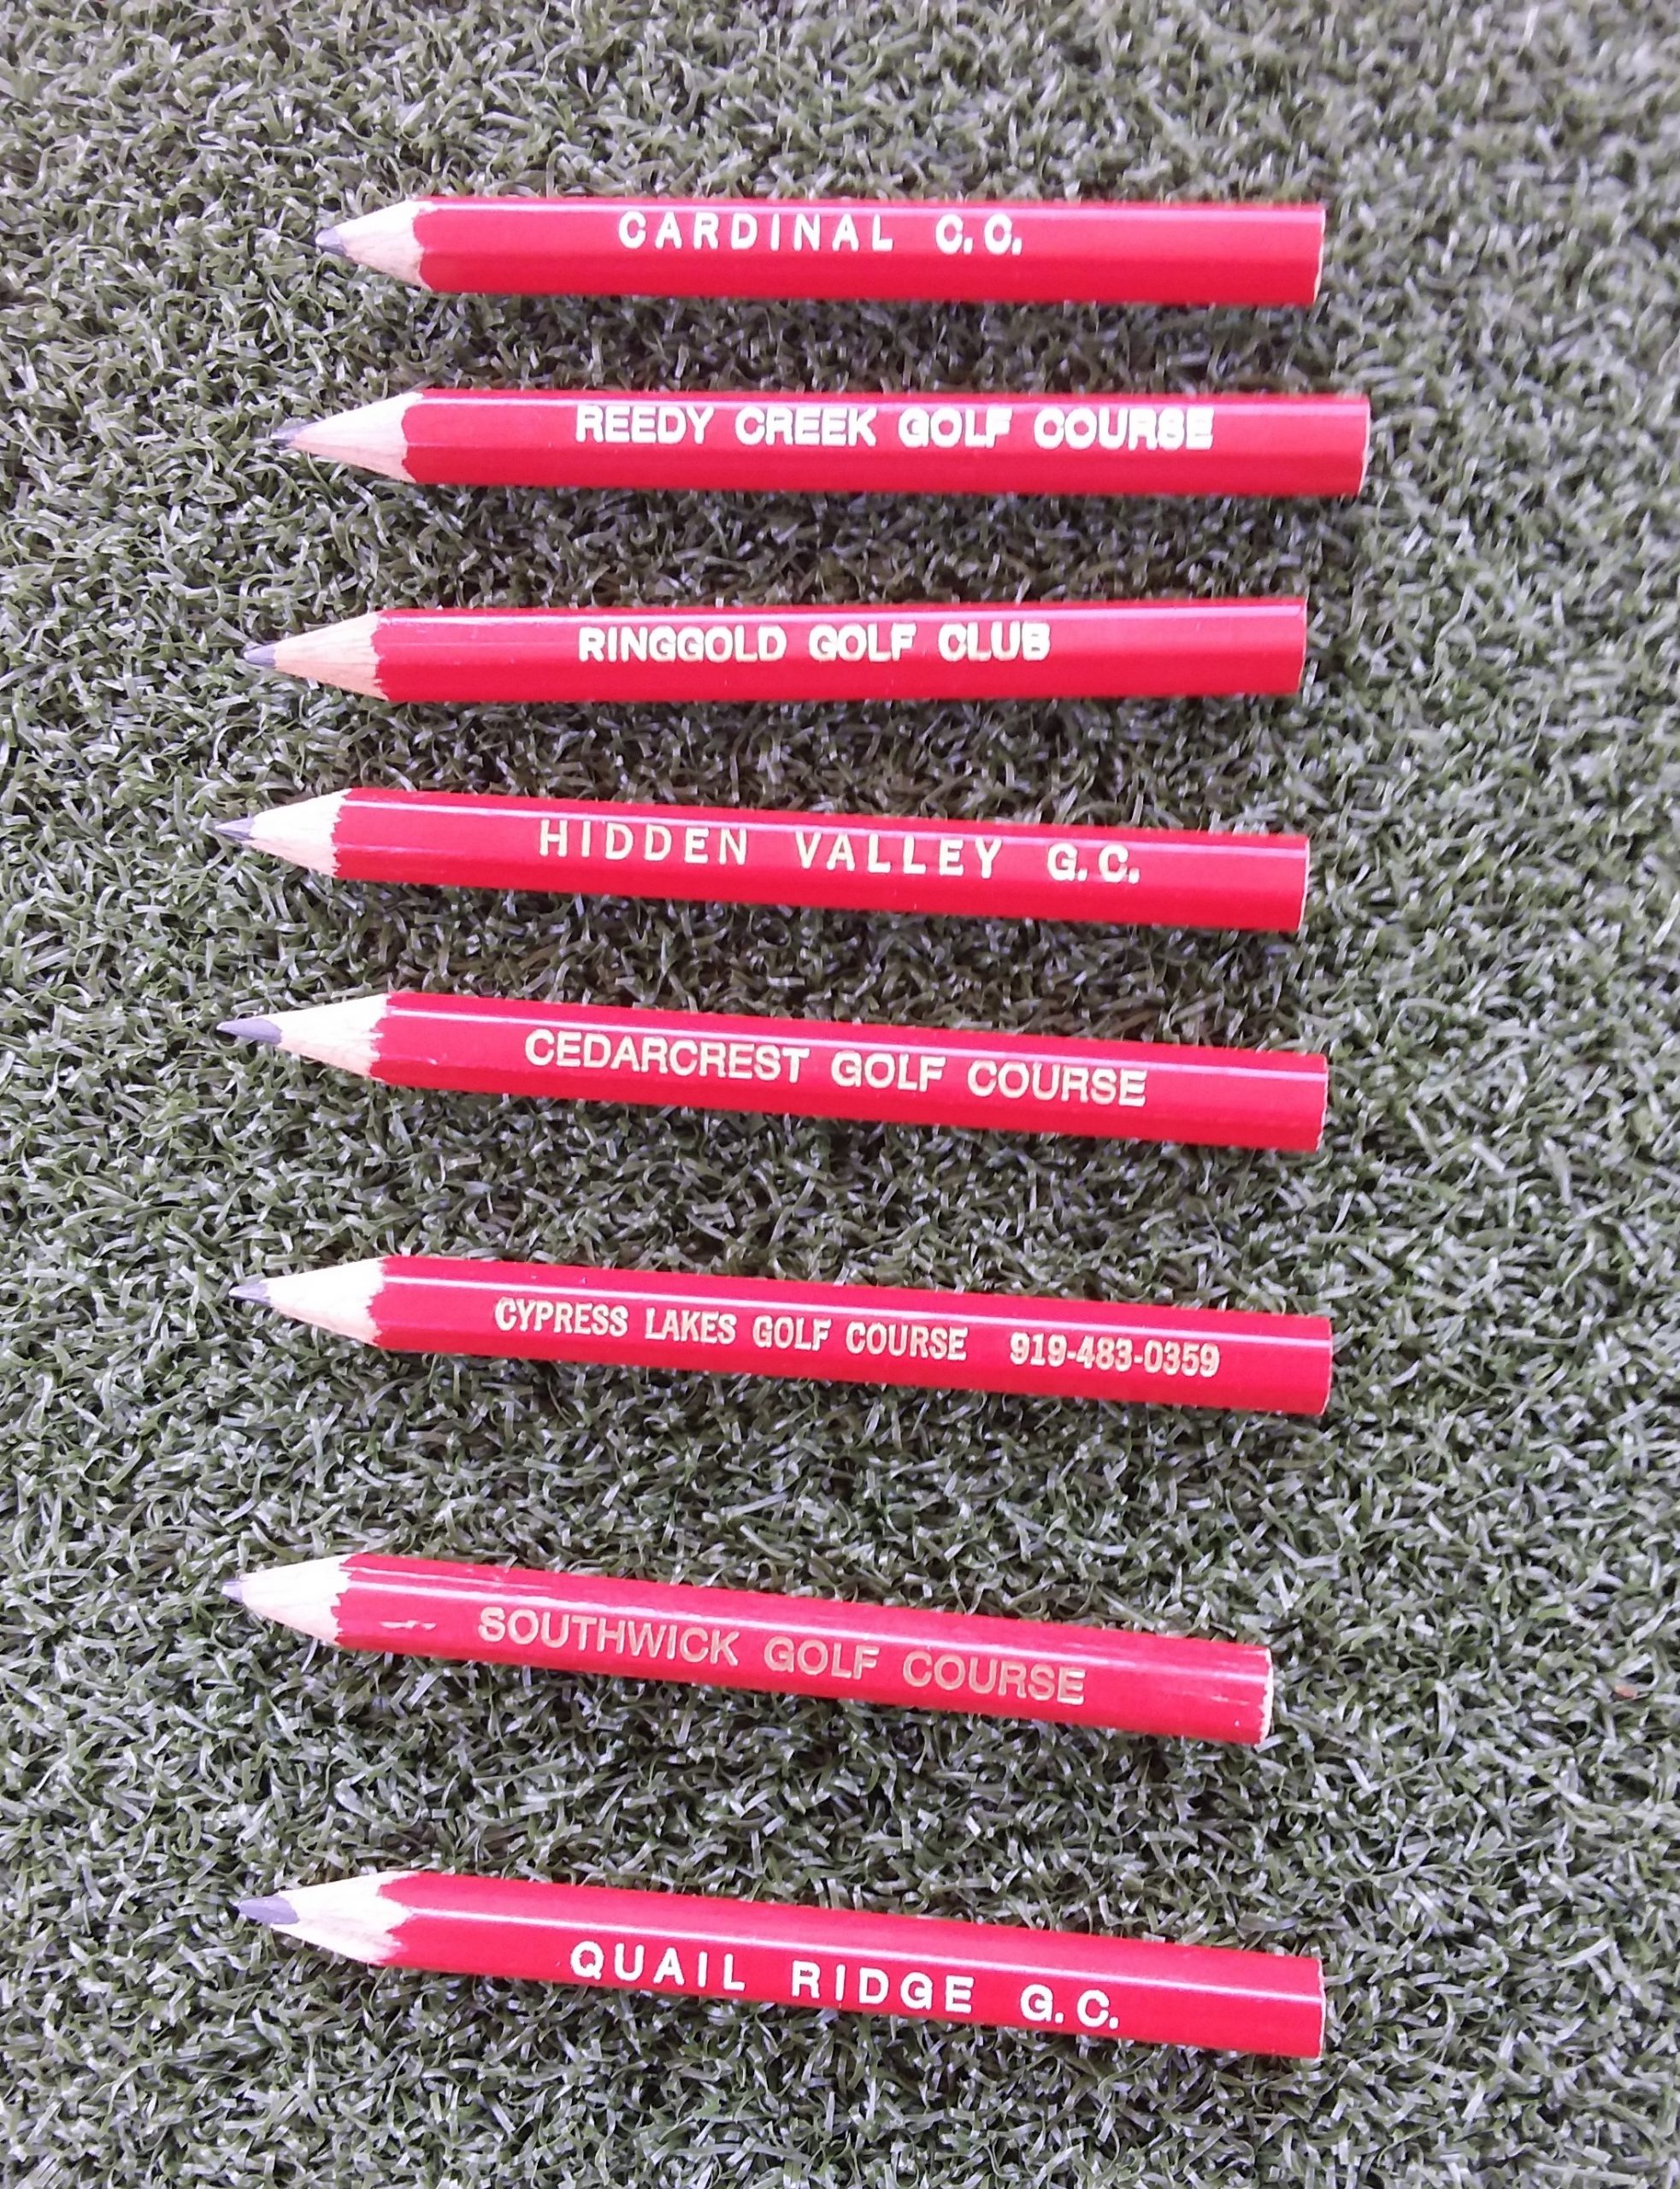 CARDINAL C.C.
REEDY CREEK GOLF COURSE
RINGGOLD GOLF CLUB
HIDDEN VALLEY G.C.
CEDARCREST GOLF COURSE
CYPRESS LAKES GOLF COURSE 919-483-0359
SOUTHWICK GOLF COURSE
QUAIL RIDGE G.C.